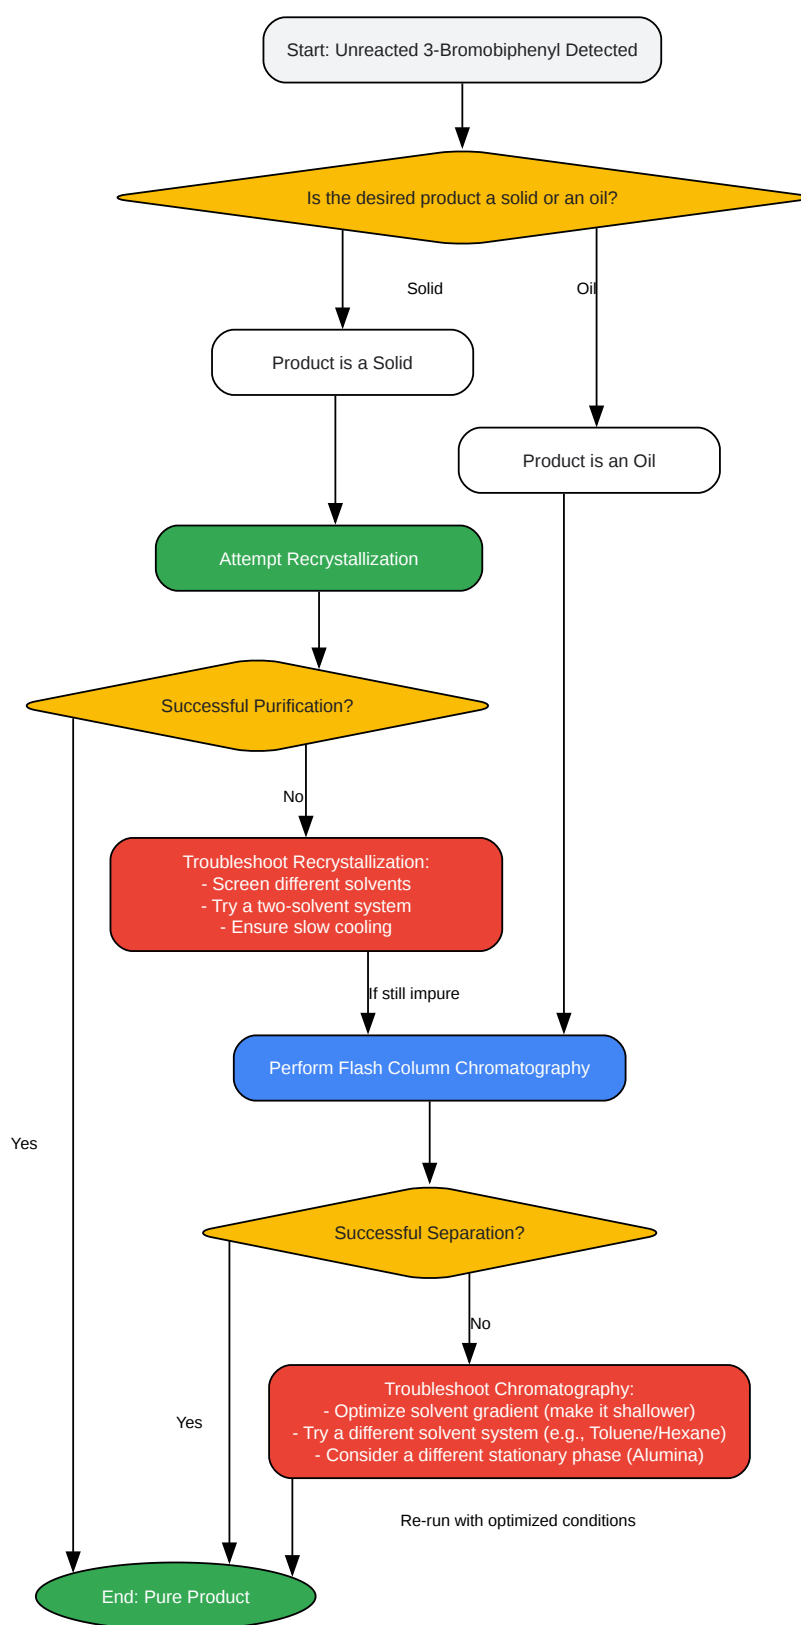 Start: Unreacted 3-Bromobiphenyl Detected
Is the desired product a solid or an oil?
Solid
Oil
Product is a Solid
Product is an Oil
Attempt Recrystallization
Successful Purification?
No
Troubleshoot Recrystallization:
- Screen different solvents
- Try a two-solvent system
- Ensure slow cooling
If still impure
Perform Flash Column Chromatography
Yes
Successful Separation?
No
Troubleshoot Chromatography:
- Optimize solvent gradient (make it shallower)
- Try a different solvent system (e.g., Toluene/Hexane)
- Consider a different stationary phase (Alumina)
Yes
Re-run with optimized conditions
End: Pure Product